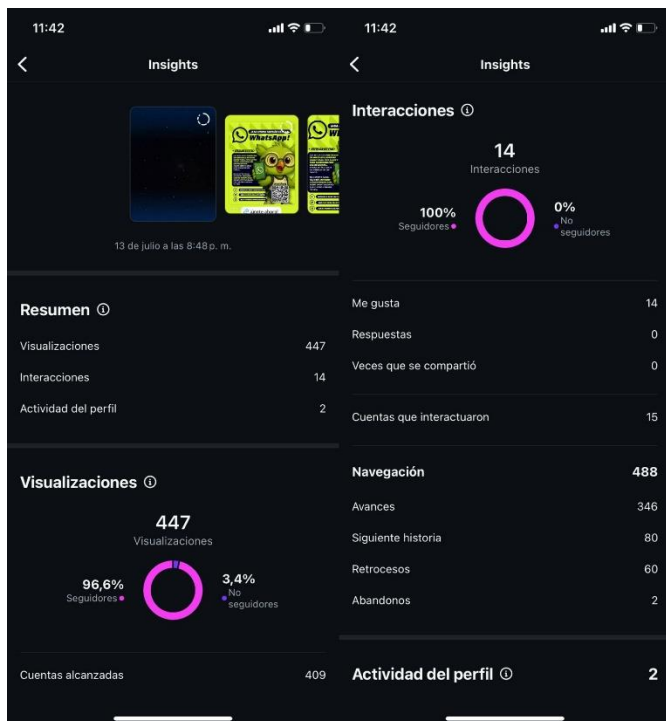 11:42
Insights
WhatsApp!
13 de julio a las 8:48 p. m.
Resumen
Visualizaciones 447
Interacciones 14
Actividad del perfil 2
Visualizaciones
447
Visualizaciones
96,6%
Seguidores
3,4%
No
seguidores
Cuentas alcanzadas 409
11:42
Insights
Interacciones
14
Interacciones
100%
Seguidores
0%
No
seguidores
Me gusta 14
Respuestas 0
Veces que se compartió 0
Cuentas que interactuaron 15
Navegación 488
Avances 346
Siguiente historia 80
Retrocesos 60
Abandonos 2
Actividad del perfil 2